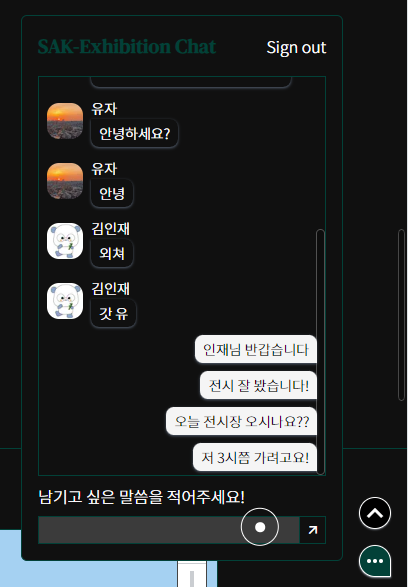 SAK-Exhibition Chat
Sign out
유자
안녕하세요?
유자
안녕
김인재
외쳐
김인재
갓 유
인재님 반갑습니다
전시 잘 봤습니다!
오늘 전시장 오시나요??
저 3시쯤 가려고요!
남기고 싶은 말씀을 적어주세요!